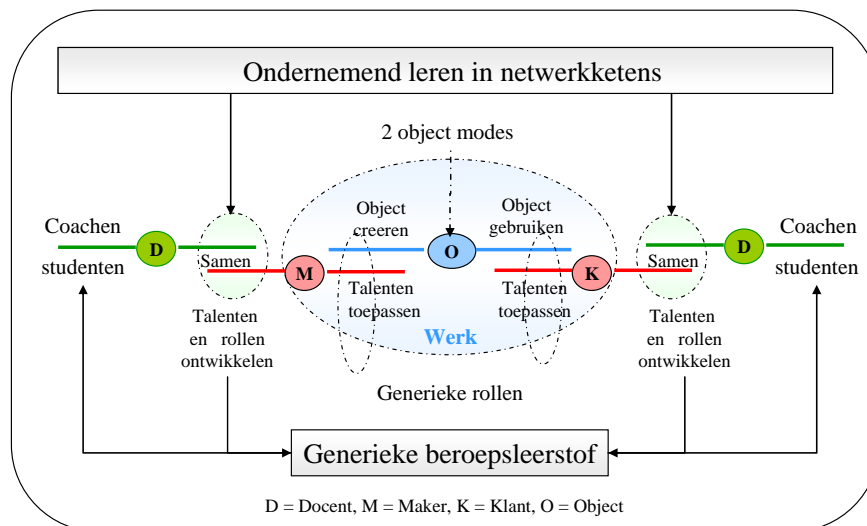 Ondernemend leren in netwerkketens
2 object modes
Coachen
studenten
D
Samen
M
Object
creeren
O
Object
gebruiken
K
Samen
D
Coachen
studenten
Talenten
toepassen
Talenten
toepassen
Werk
Talenten
en rollen
ontwikkelen
Talenten
en rollen
ontwikkelen
Generieke rollen
Generieke beroepsleerstof
D = Docent, M = Maker, K = Klant, O = Object